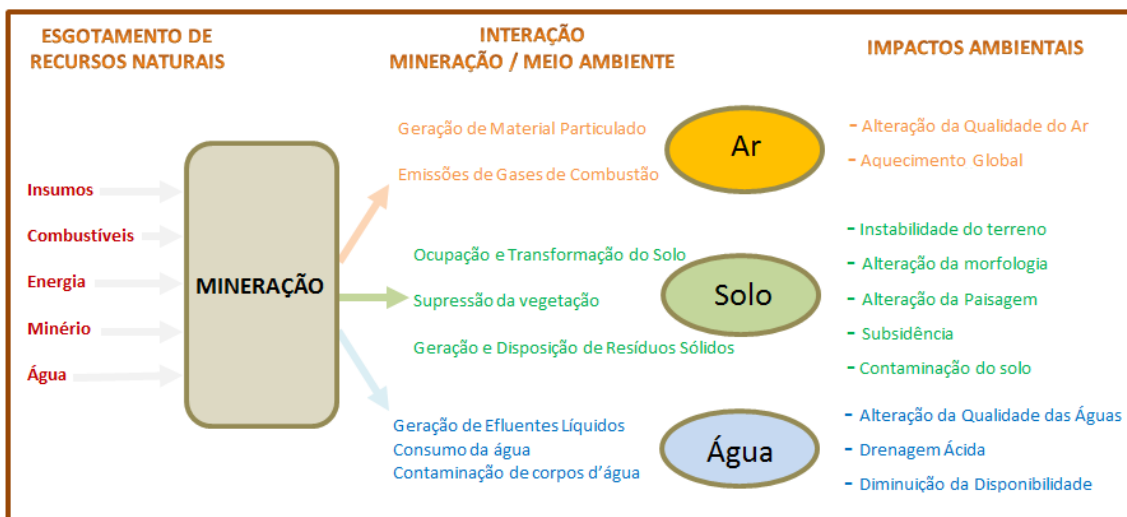 ESGOTAMENTO DE
RECURSOS NATURAIS
INTERAÇÃO
MINERAÇÃO / MEIO AMBIENTE
IMPACTOS AMBIENTAIS
Insumos
Combustíveis
Energia
Minério
Água
MINERAÇÃO
Geração de Material Particulado
Emissões de Gases de Combustão
Ar
- Alteração da Qualidade do Ar
- Aquecimento Global
Ocupação e Transformação do Solo
Supressão da vegetação
Geração e Disposição de Resíduos Sólidos
Solo
- Instabilidade do terreno
- Alteração da morfologia
- Alteração da Paisagem
- Subsidência
- Contaminação do solo
Geração de Efluentes Líquidos
Consumo da água
Contaminação de corpos d'água
Água
- Alteração da Qualidade das Águas
- Drenagem Ácida
- Diminuição da Disponibilidade